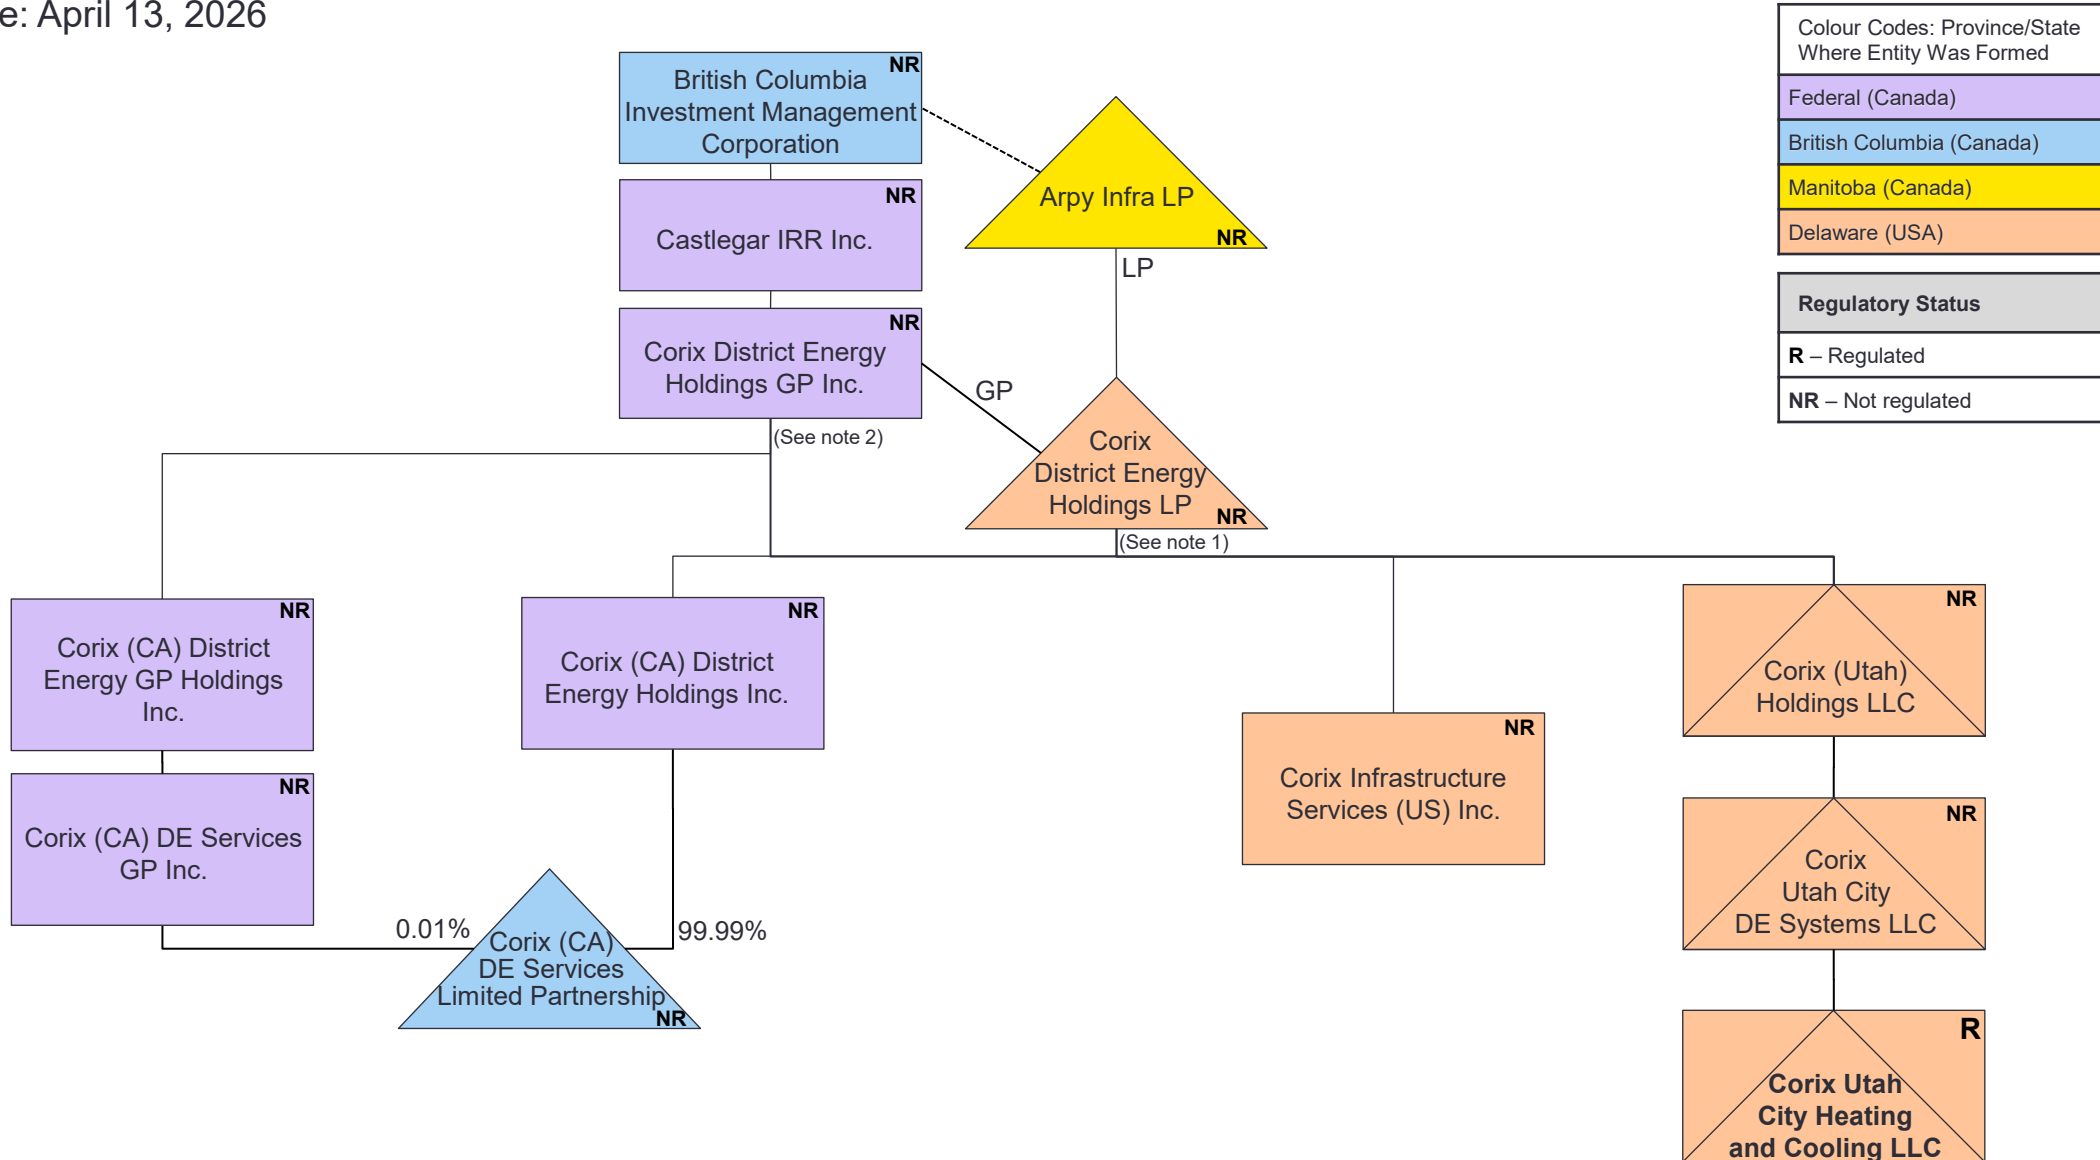 e: April 13, 2026
Colour Codes: Province/State
Where Entity Was Formed
Federal (Canada)
British Columbia (Canada)
Manitoba (Canada)
Delaware (USA)
Regulatory Status
R – Regulated
NR – Not regulated
NR
British Columbia
Investment Management
Corporation
NR
Castlegar IRR Inc.
Arpy Infra LP
NR
LP
NR
Corix District Energy
Holdings GP Inc.
GP
(See note 2)
Corix
District Energy
Holdings LP
NR
(See note 1)
NR
Corix (CA) District
Energy GP Holdings
Inc.
NR
Corix (CA) District
Energy Holdings Inc.
NR
Corix Infrastructure
Services (US) Inc.
NR
Corix (Utah)
Holdings LLC
NR
Corix (CA) DE Services
GP Inc.
NR
Corix
Utah City
DE Systems LLC
0.01%
99.99%
Corix (CA)
DE Services
Limited Partnership
NR
R
Corix Utah
City Heating
and Cooling LLC